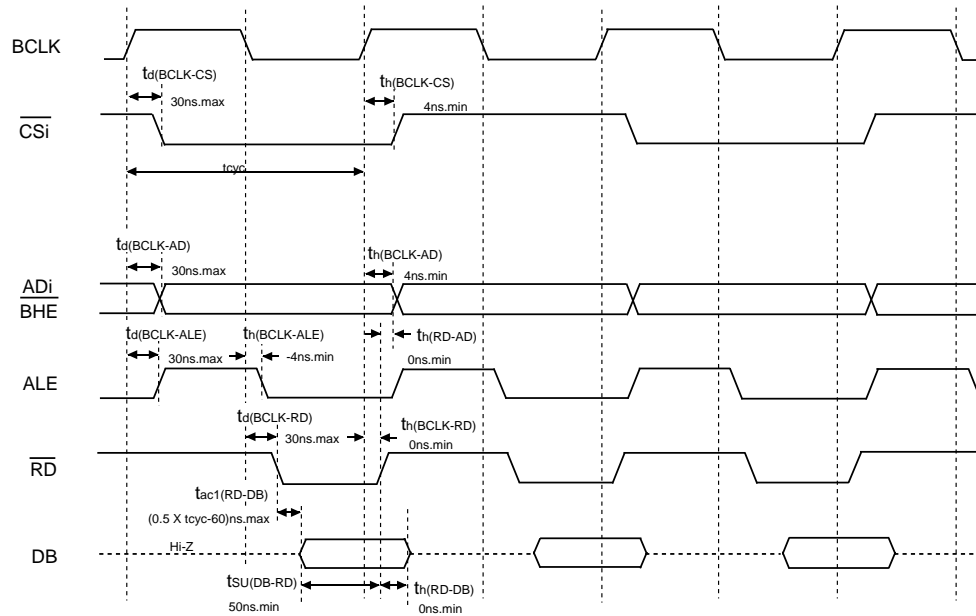 BCLK
td(BCLK-CS)
30ns.max
th(BCLK-CS)
4ns.min
CSi
tcyc
td(BCLK-AD)
30ns.max
th(BCLK-AD)
4ns.min
ADi
BHE
td(BCLK-ALE)
30ns.max
th(BCLK-ALE)
-4ns.min
th(RD-AD)
0ns.min
ALE
td(BCLK-RD)
30ns.max
th(BCLK-RD)
0ns.min
RD
tac1(RD-DB)
(0.5 X tcyc-60)ns.max
DB
Hi-Z
tSU(DB-RD)
50ns.min
th(RD-DB)
0ns.min